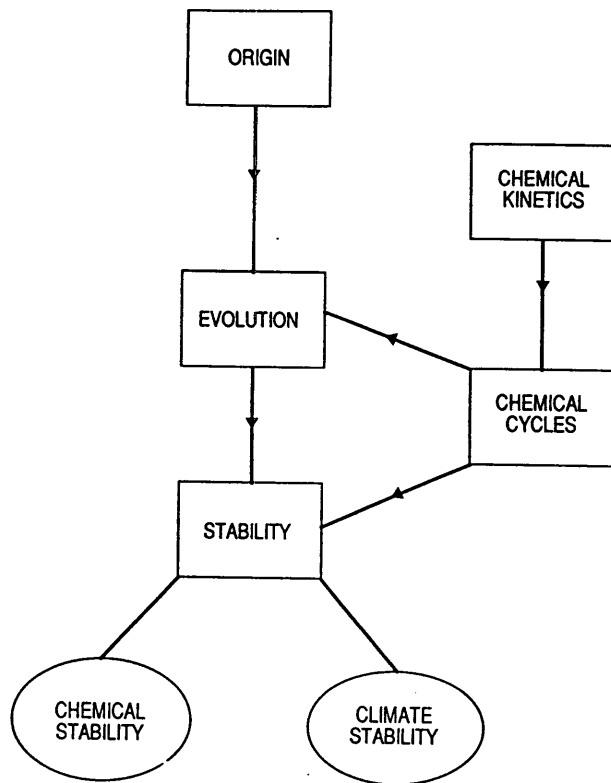 ORIGIN
CHEMICAL
KINETICS
EVOLUTION
CHEMICAL
CYCLES
STABILITY
CHEMICAL
STABILITY
CLIMATE
STABILITY